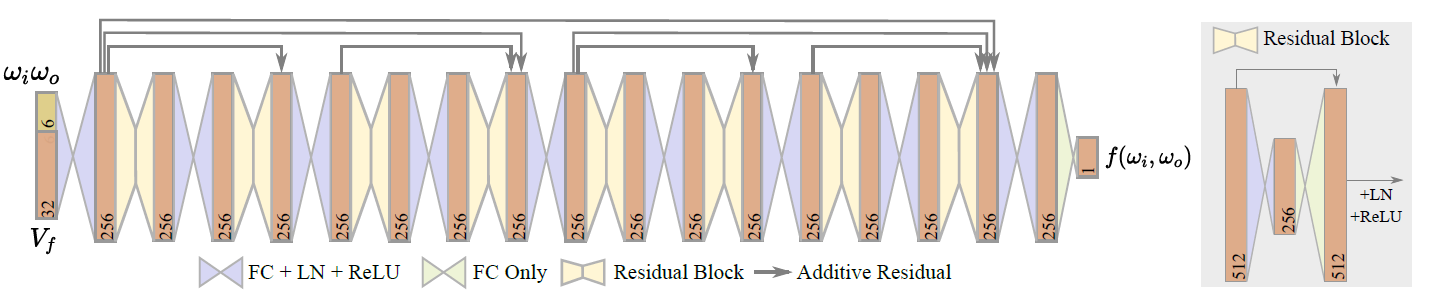 ωᵢωₒ
6
32
V_f
256 256 256 256 256 256 256 256 256 256 256 256 256 256 256 256 256
1
f(ωᵢ, ωₒ)
FC + LN + ReLU FC Only Residual Block Additive Residual
Residual Block
512
256
512
+LN
+ReLU